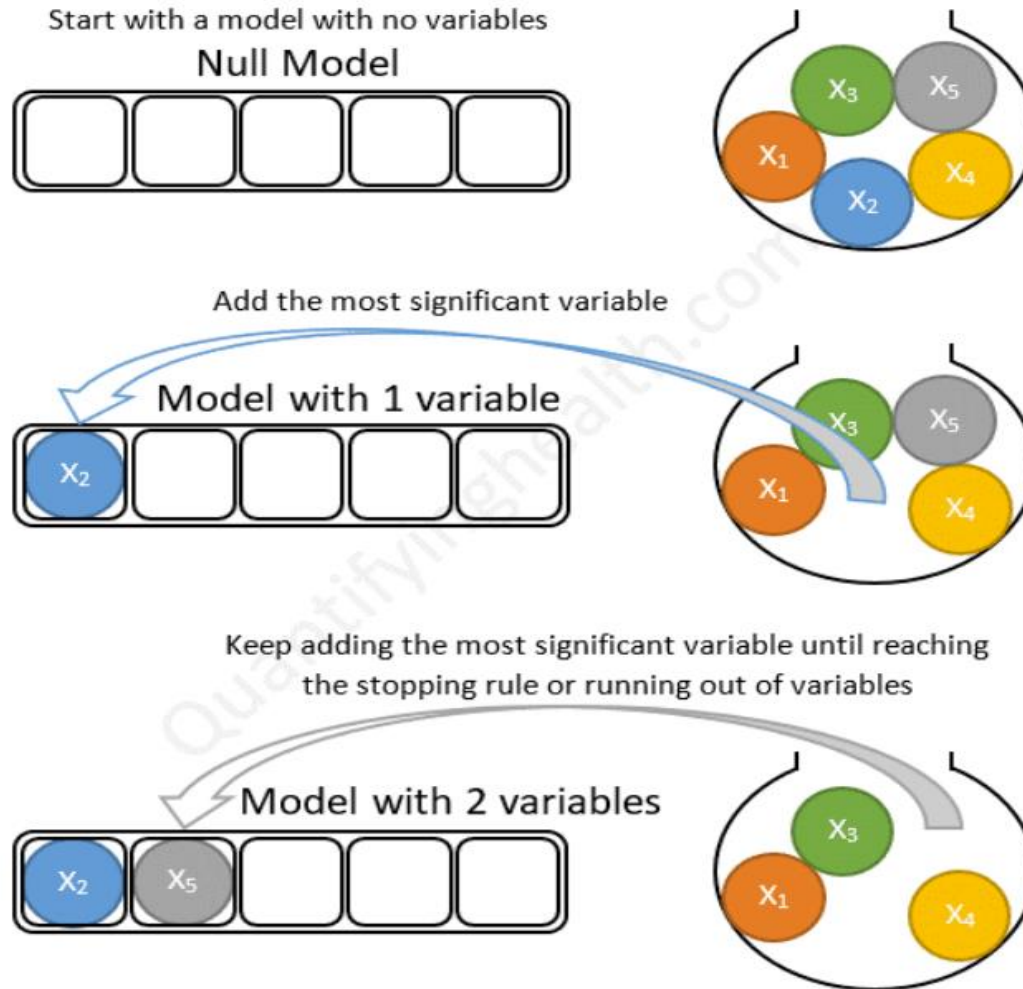 Start with a model with no variables
Null Model
X₃ X₅
X₁ X₄
X₂
Add the most significant variable
Model with 1 variable
X₂
X₃ X₅
X₁ X₄
Keep adding the most significant variable until reaching
the stopping rule or running out of variables
Model with 2 variables
X₂ X₅
X₃
X₁ X₄
Quantifyinghealth.com